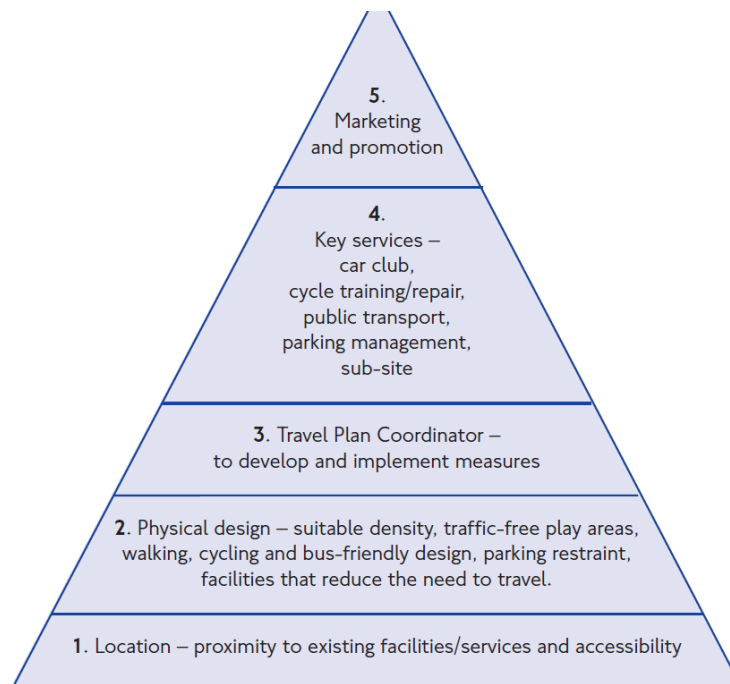 5.
Marketing
and promotion
4.
Key services –
car club,
cycle training/repair,
public transport,
parking management,
sub-site
3. Travel Plan Coordinator –
to develop and implement measures
2. Physical design – suitable density, traffic-free play areas,
walking, cycling and bus-friendly design, parking restraint,
facilities that reduce the need to travel.
1. Location – proximity to existing facilities/services and accessibility